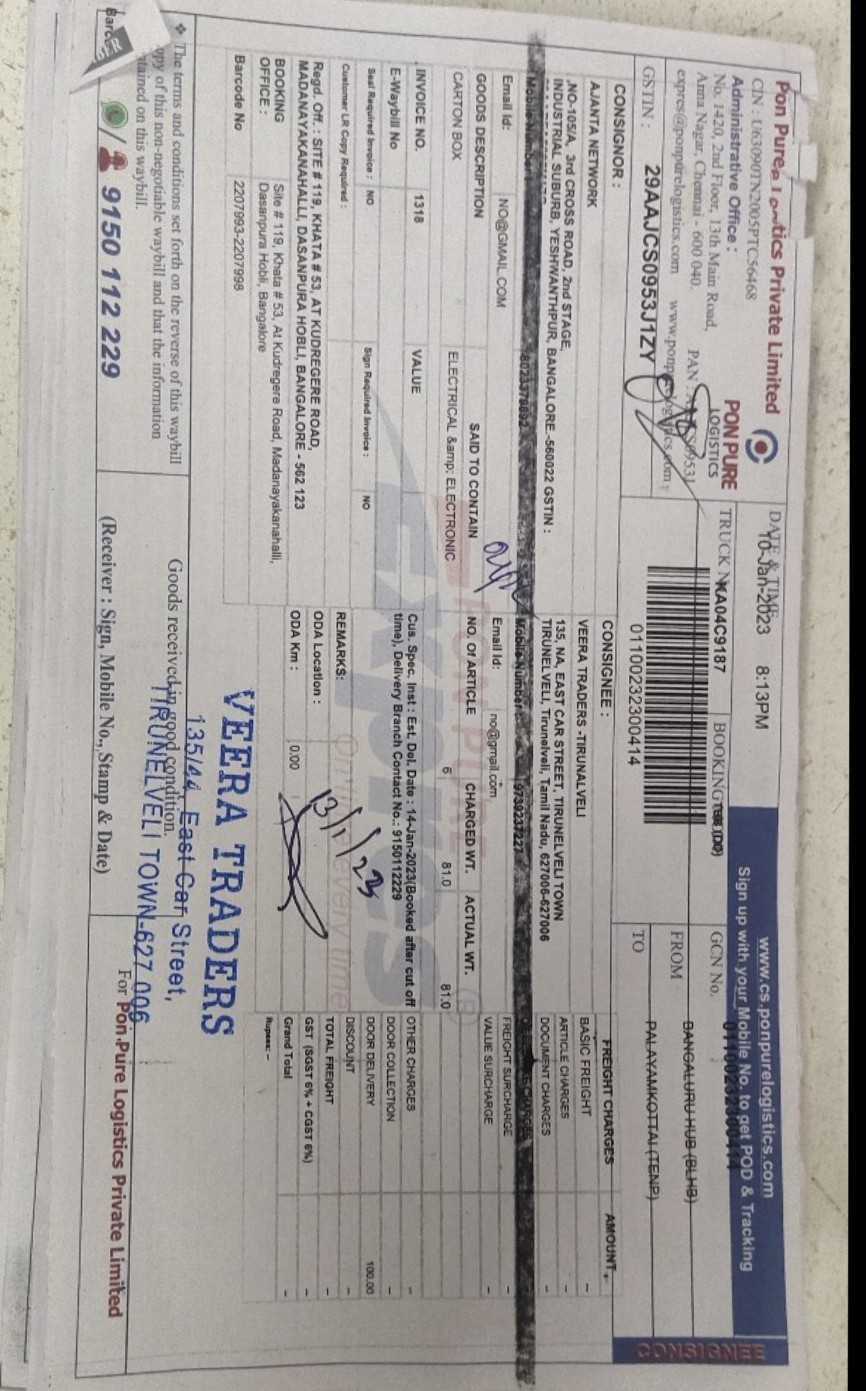 Pon Pure Logistics Private Limited
CIN : U63090TN2005PTC56468
Administrative Office :
No. 1420, 2nd Floor, 13th Main Road,
Anna Nagar, Chennai - 600 040.
expres@ponpurelogistics.com
PAN
GSTIN : 29AAJCS0953J1ZY
PON PURE
LOGISTICS
DATE & TIME
10-Jan-2023 8:13PM
TRUCK No KA04C9187
BOOKING
01100232300414
www.cs.ponpurelogistics.com
Sign up with your Mobile No. to get POD & Tracking
GCN No. 01100232300414
FROM BANGALURU HUB (BLHB)
TO PALAYAMKOTTAI (TENP)
CONSIGNEE
CONSIGNOR :
AJANTA NETWORK
,NO-105/A, 3rd CROSS ROAD, 2nd STAGE,
INDUSTRIAL SUBURB, YESHWANTHPUR, BANGALORE -560022 GSTIN :
Mobile Number
Email Id: NO@GMAIL.COM
CONSIGNEE :
VEERA TRADERS -TIRUNALVELI
135, NA, EAST CAR STREET, TIRUNELVELI TOWN
TIRUNELVELI, Tirunelveli, Tamil Nadu, 627006-627006
Mobile Number : 9739237227
Email Id: no@gmail.com
FREIGHT CHARGES AMOUNT
BASIC FREIGHT -
ARTICLE CHARGES -
DOCUMENT CHARGES -
FREIGHT SURCHARGE -
VALUE SURCHARGE -
GOODS DESCRIPTION SAID TO CONTAIN NO. OF ARTICLE CHARGED WT. ACTUAL WT.
CARTON BOX ELECTRICAL &amp; ELECTRONIC 6 81.0 81.0
INVOICE NO. 1318 VALUE
E-Waybill No
Cus. Spec. Inst : Est. Del. Date : 14-Jan-2023(Booked after cut off
time), Delivery Branch Contact No.: 9150112229
OTHER CHARGES -
DOOR COLLECTION -
DOOR DELIVERY 100.00
DISCOUNT -
TOTAL FREIGHT -
GST (SGST 6% + CGST 6%) -
Grand Total -
Rupees: --
Seal Required Invoice : NO Sign Required Invoice : NO
Customer LR Copy Required :
REMARKS:
13/1/23
Regd. Off. : SITE # 119, KHATA # 53, AT KUDREGERE ROAD,
MADANAYAKANAHALLI, DASANPURA HOBLI, BANGALORE - 562 123
ODA Location :
ODA Km : 0.00
BOOKING OFFICE : Site # 119, Khata # 53, At Kudregere Road, Madanayakanahalli,
Dasanpura Hobli, Bangalore
Barcode No 2207993-2207998
PON PURE
Expres
On time every time
VEERA TRADERS
135/44, East Car Street,
TIRUNELVELI TOWN-627 006
The terms and conditions set forth on the reverse of this waybill
copy of this non-negotiable waybill and that the information
contained on this waybill.
9150 112 229
Goods received in good condition.
(Receiver : Sign, Mobile No., Stamp & Date)
For Pon Pure Logistics Private Limited